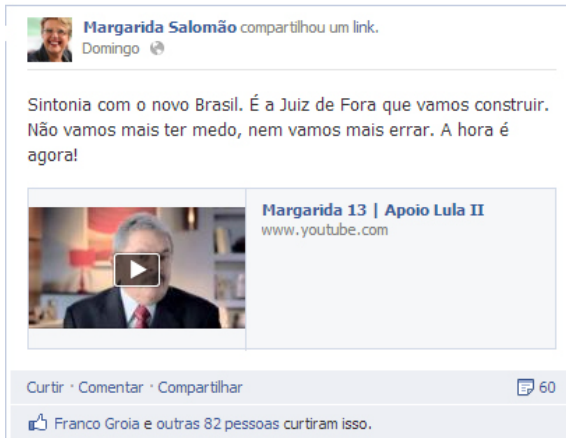 Margarida Salomão compartilhou um link.
Domingo
Sintonia com o novo Brasil. É a Juiz de Fora que vamos construir.
Não vamos mais ter medo, nem vamos mais errar. A hora é
agora!
Margarida 13 | Apoio Lula II
www.youtube.com
Curtir · Comentar · Compartilhar 60
Franco Groia e outras 82 pessoas curtiram isso.